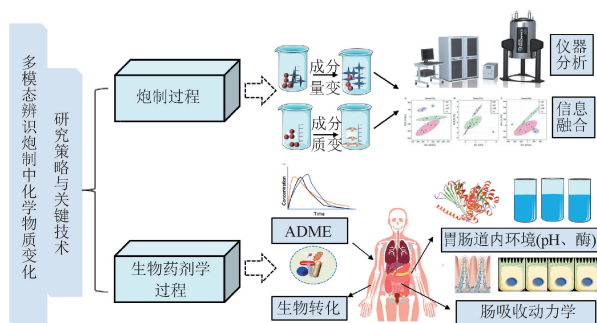 多模态辨识炮制中化学物质变化
研究策略与关键技术
炮制过程
成分
量变
成分
质变
仪器
分析
信息
融合
生物药剂学
过程
Concentration
Time
ADME
生物转化
胃肠道内环境(pH、酶)
肠吸收动力学